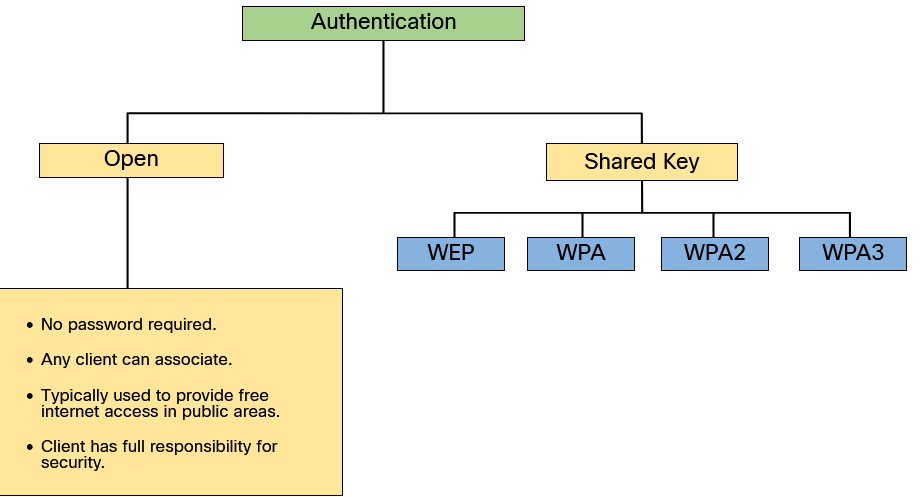 Authentication
Open
Shared Key
WEP
WPA
WPA2
WPA3
• No password required.
• Any client can associate.
• Typically used to provide free
internet access in public areas.
• Client has full responsibility for
security.